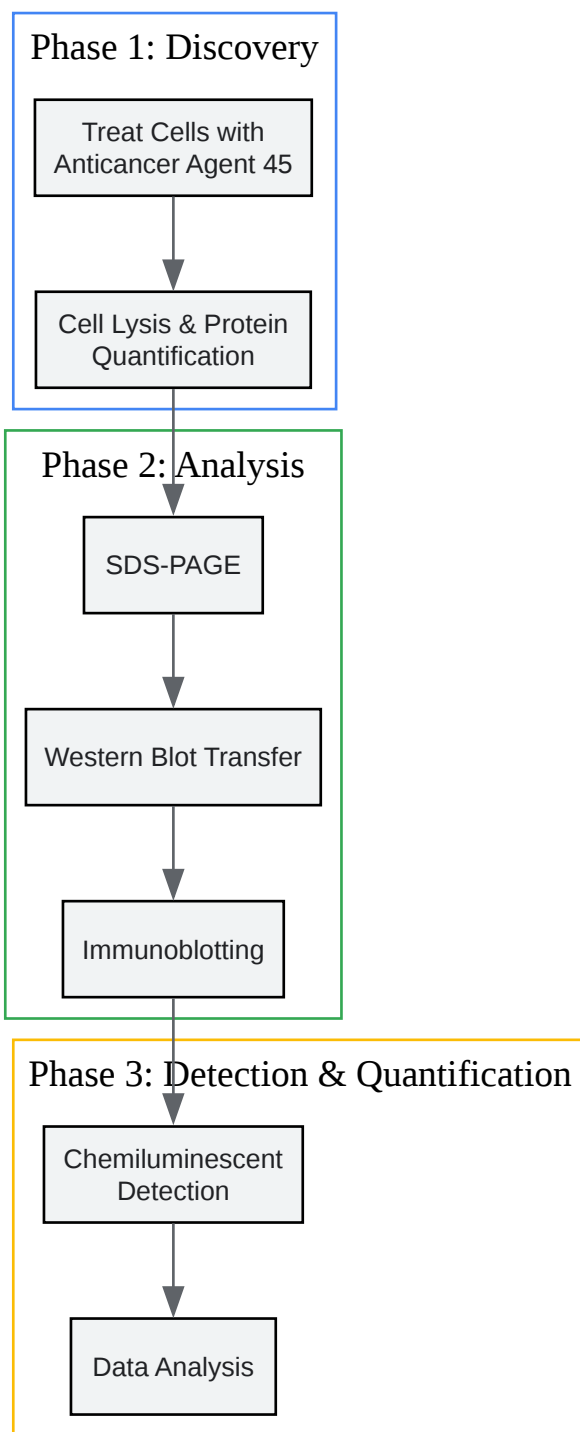 Phase 1: Discovery
Treat Cells with
Anticancer Agent 45
Cell Lysis & Protein
Quantification
Phase 2: Analysis
SDS-PAGE
Western Blot Transfer
Immunoblotting
Phase 3: Detection & Quantification
Chemiluminescent
Detection
Data Analysis